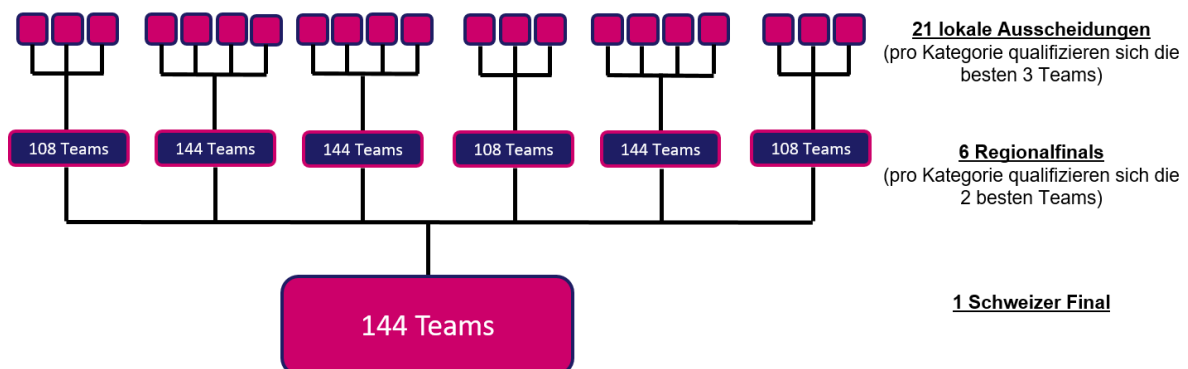 21 lokale Ausscheidungen
(pro Kategorie qualifizieren sich die
besten 3 Teams)
108 Teams
144 Teams
144 Teams
108 Teams
144 Teams
108 Teams
6 Regionalfinals
(pro Kategorie qualifizieren sich die
2 besten Teams)
144 Teams
1 Schweizer Final